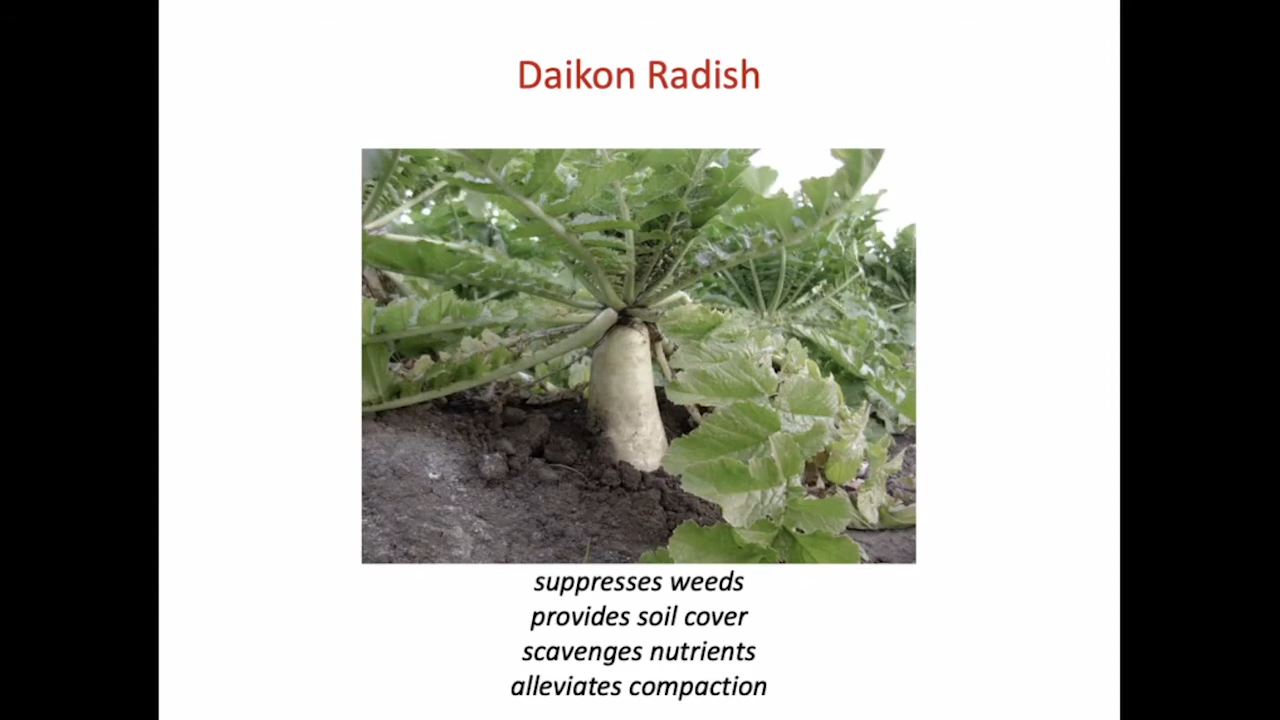 Daikon Radish
suppresses weeds
provides soil cover
scavenges nutrients
alleviates compaction